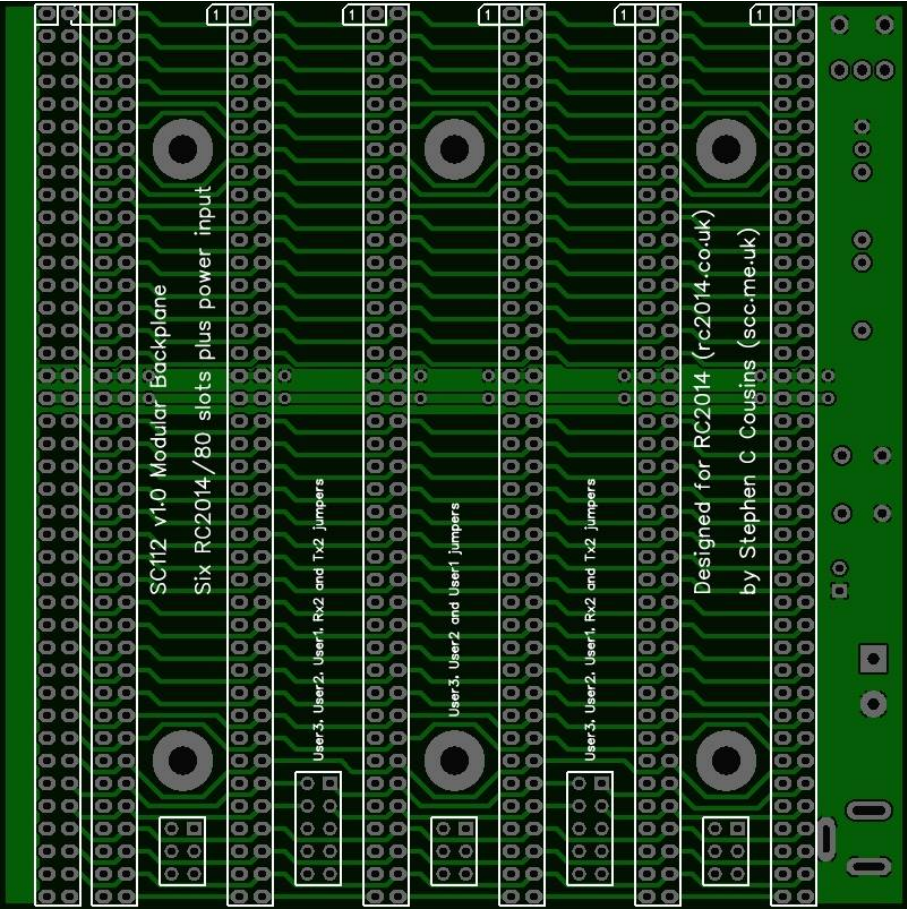 1
1
1
1
1
SC112 v1.0 Modular Backplane
Six RC2014/80 slots plus power input
User3, User2, User1, Rx2 and Tx2 jumpers
User3, User2 and User1 jumpers
User3, User2, User1, Rx2 and Tx2 jumpers
Designed for RC2014 (rc2014.co.uk)
by Stephen C Cousins (scc.me.uk)